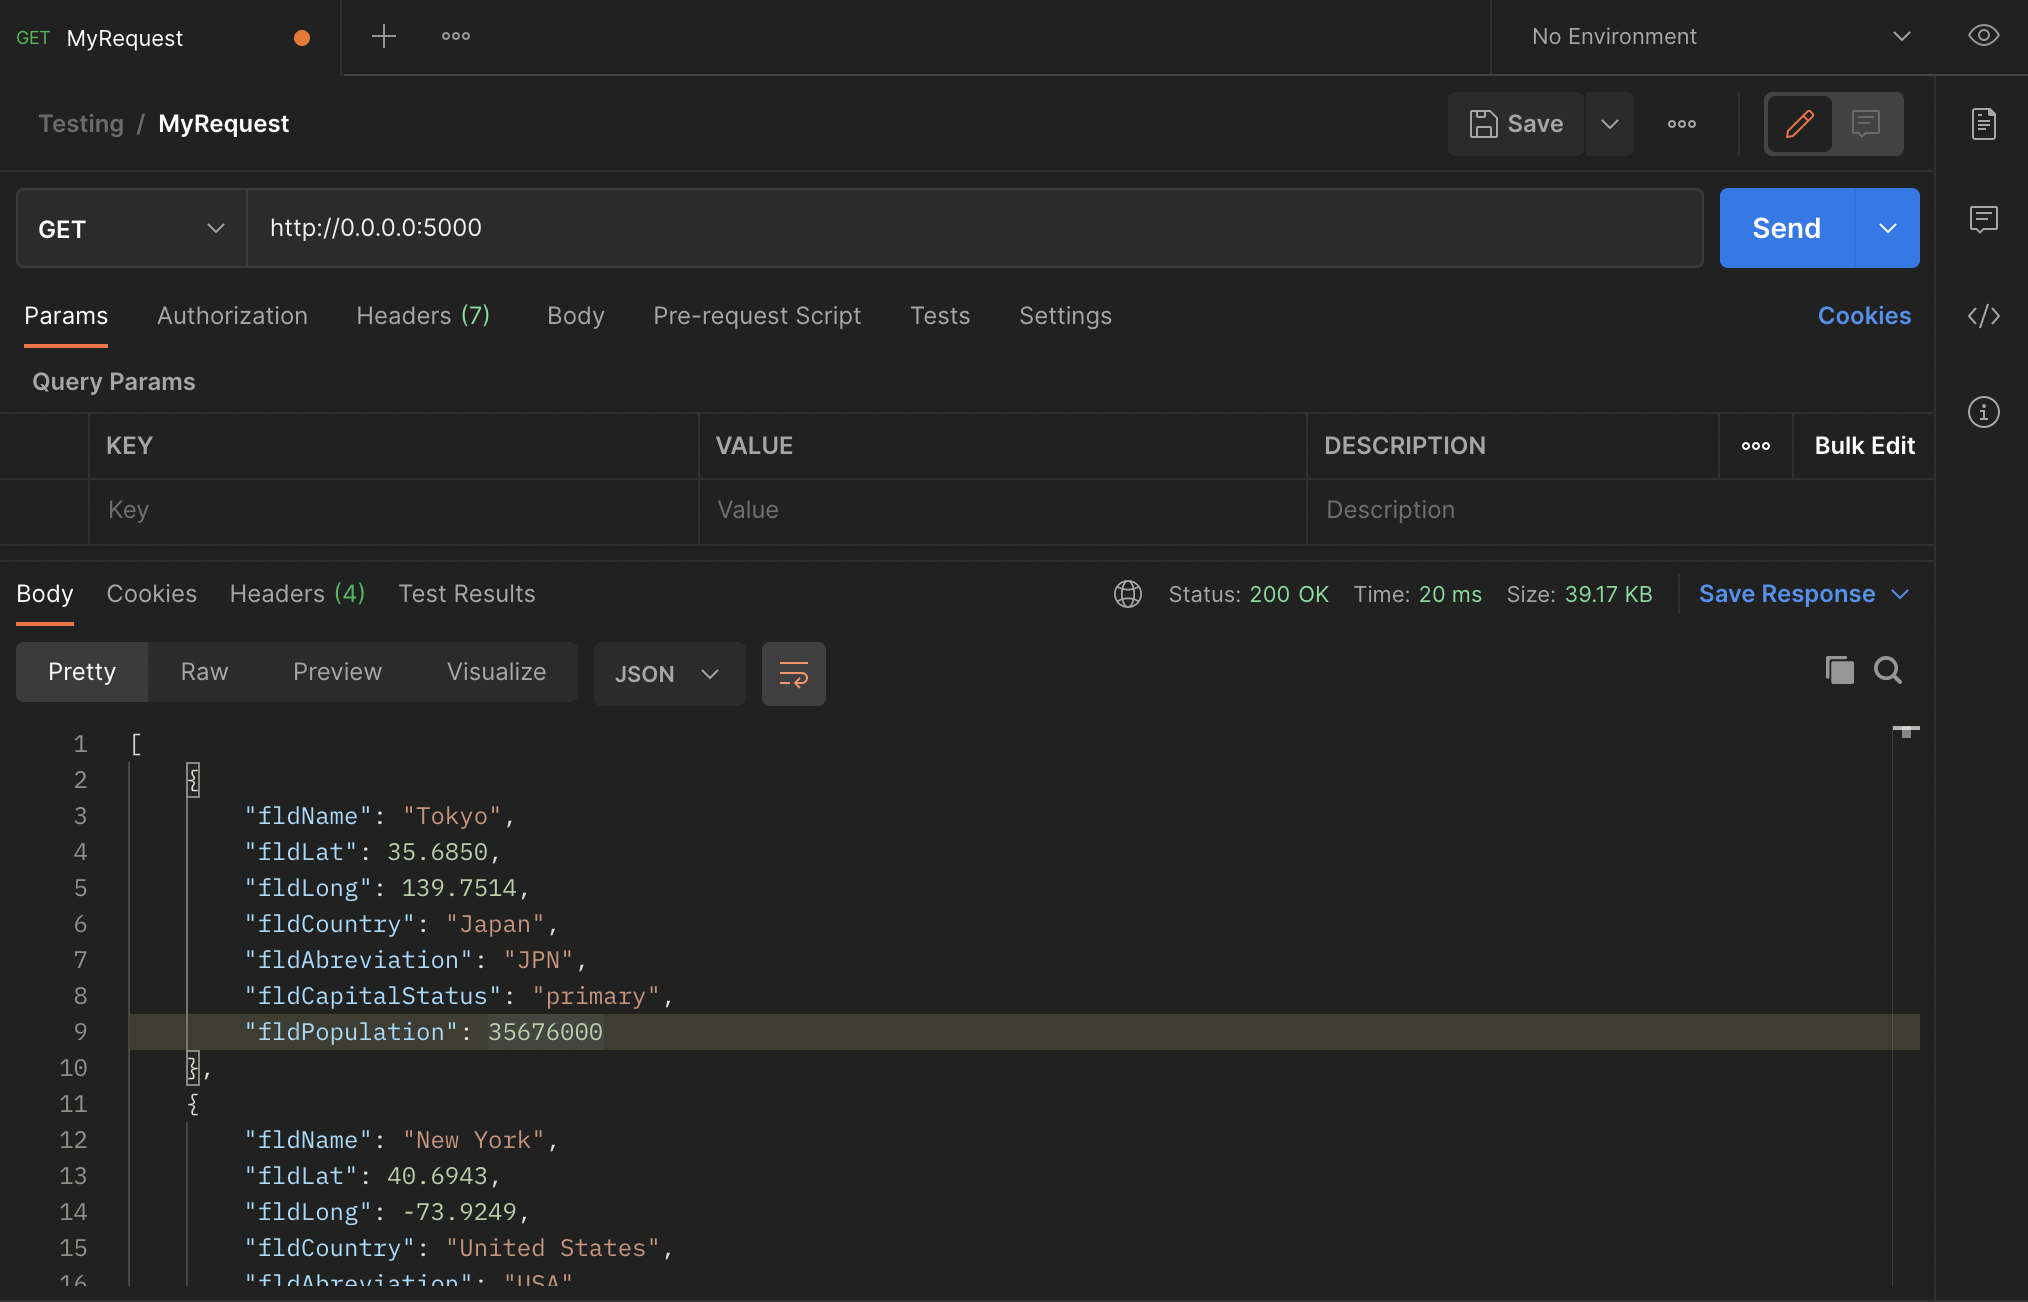 GET MyRequest
No Environment
Testing / MyRequest
Save
GET
http://0.0.0.0:5000
Send
Params Authorization Headers (7) Body Pre-request Script Tests Settings Cookies
Query Params
KEY VALUE DESCRIPTION Bulk Edit
Key Value Description
Body Cookies Headers (4) Test Results Status: 200 OK Time: 20 ms Size: 39.17 KB Save Response
Pretty Raw Preview Visualize JSON
1 [
2 {
3 "fldName": "Tokyo",
4 "fldLat": 35.6850,
5 "fldLong": 139.7514,
6 "fldCountry": "Japan",
7 "fldAbreviation": "JPN",
8 "fldCapitalStatus": "primary",
9 "fldPopulation": 35676000
10 },
11 {
12 "fldName": "New York",
13 "fldLat": 40.6943,
14 "fldLong": -73.9249,
15 "fldCountry": "United States",
16 "fldAbreviation": "USA"